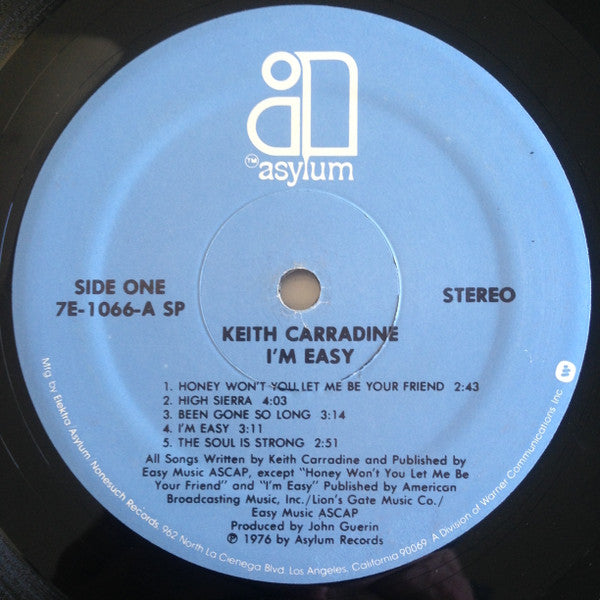 ™ asylum
SIDE ONE
7E-1066-A SP
STEREO
KEITH CARRADINE
I'M EASY
1. HONEY WON'T YOU LET ME BE YOUR FRIEND 2:43
2. HIGH SIERRA 4:03
3. BEEN GONE SO LONG 3:14
4. I'M EASY 3:11
5. THE SOUL IS STRONG 2:51
All Songs Written by Keith Carradine and Published by
Easy Music ASCAP, except "Honey Won't You Let Me Be
Your Friend" and "I'm Easy" Published by American
Broadcasting Music, Inc./Lion's Gate Music Co./
Easy Music ASCAP
Produced by John Guerin
℗ 1976 by Asylum Records
Mfg by Elektra/Asylum/Nonesuch Records, 962 North La Cienega Blvd. Los Angeles, California 90069. A Division of Warner Communications Inc. W